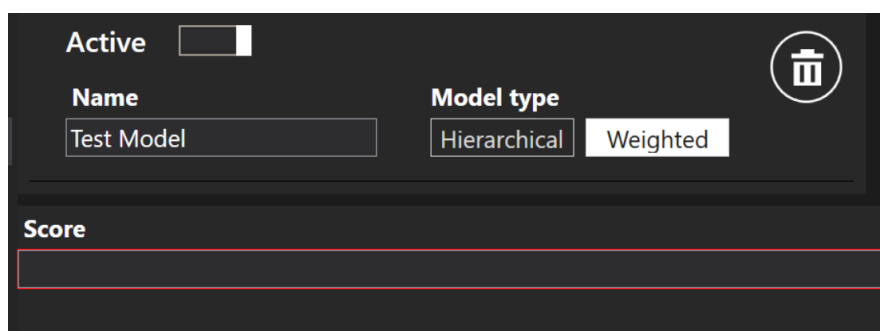 Active
Name
Model type
Test Model
Hierarchical
Weighted
Score